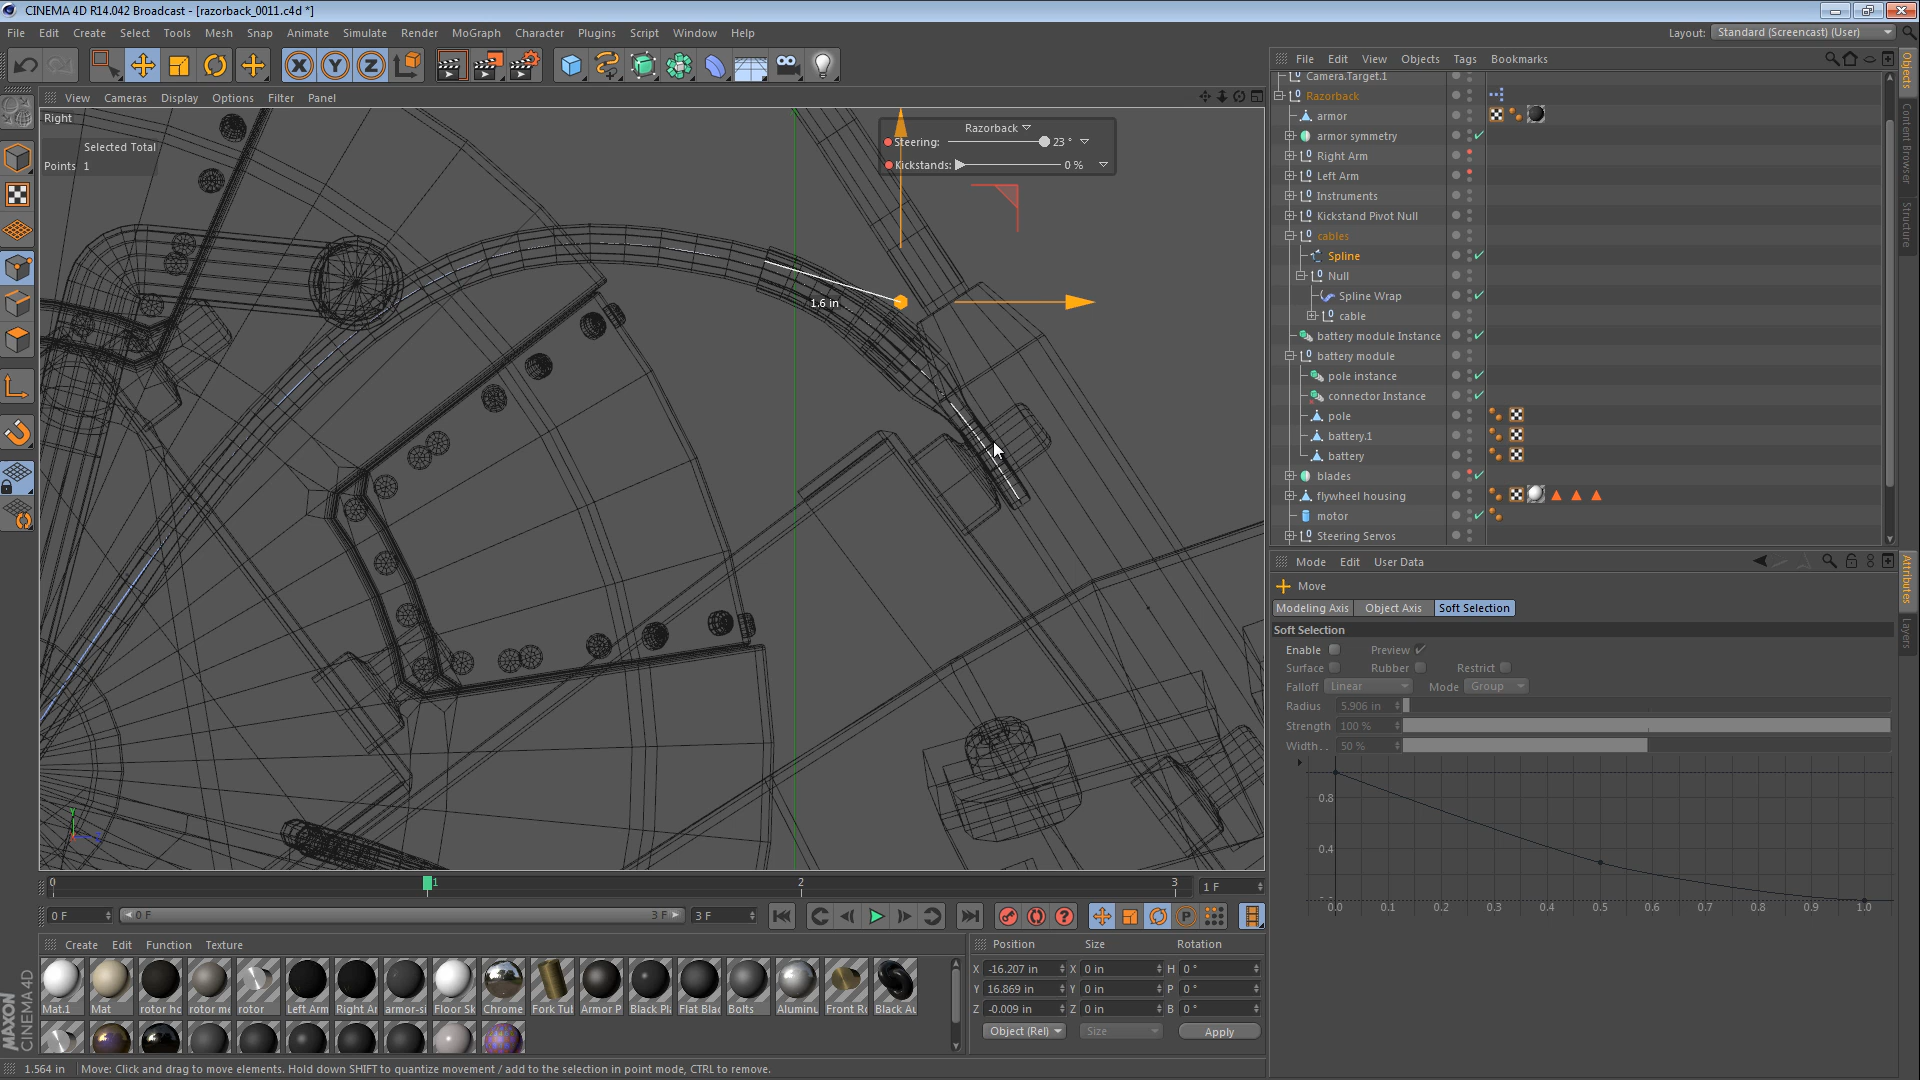 CINEMA 4D R14.042 Broadcast - [razorback_0011.c4d *]
File Edit Create Select Tools Mesh Snap Animate Simulate Render MoGraph Character Plugins Script Window Help
Layout: Standard (Screencast) (User)
View Cameras Display Options Filter Panel
Right
Selected Total
Points 1
Razorback
Steering: 23 °
Kickstands: 0 %
1.6 in
File Edit View Objects Tags Bookmarks
Camera.Target.1
Razorback
armor
armor symmetry
Right Arm
Left Arm
Instruments
Kickstand Pivot Null
cables
Spline
Null
Spline Wrap
cable
battery module Instance
battery module
pole instance
connector Instance
pole
battery.1
battery
blades
flywheel housing
motor
Steering Servos
Objects
Content Browser
Structure
Mode Edit User Data
Move
Modeling Axis Object Axis Soft Selection
Soft Selection
Enable Preview
Surface Rubber Restrict
Falloff Linear Mode Group
Radius 5.906 in
Strength 100 %
Width . . 50 %
0.8
0.4
0.0 0.1 0.2 0.3 0.4 0.5 0.6 0.7 0.8 0.9 1.0
Attributes
Layers
0 1 2 3 1 F
0 F 0 F 3 F 3 F
Create Edit Function Texture
Mat.1 Mat rotor ho rotor me rotor Left Arm Right Ar armor-si Floor Sk Chrome Fork Tub Armor P Black Pl Flat Blac Bolts Aluminu Front Ro Black Au
Position Size Rotation
X -16.207 in X 0 in H 0 °
Y 16.869 in Y 0 in P 0 °
Z -0.009 in Z 0 in B 0 °
Object (Rel) Size Apply
MAXON
CINEMA 4D
1.564 in Move: Click and drag to move elements. Hold down SHIFT to quantize movement / add to the selection in point mode, CTRL to remove.